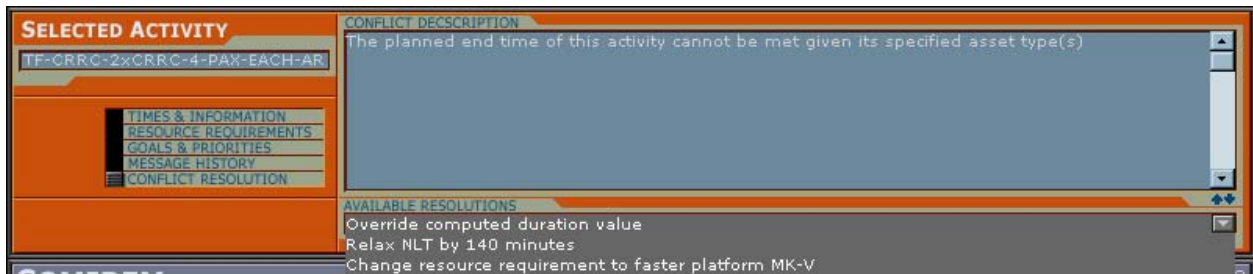 SELECTED ACTIVITY
TF-CRRC-2xCRRC-4-PAX-EACH-AR
TIMES & INFORMATION
RESOURCE REQUIREMENTS
GOALS & PRIORITIES
MESSAGE HISTORY
CONFLICT RESOLUTION
CONFLICT DECSCRIPTION
The planned end time of this activity cannot be met given its specified asset type(s)
AVAILABLE RESOLUTIONS
Override computed duration value
Relax NLT by 140 minutes
Change resource requirement to faster platform MK-V